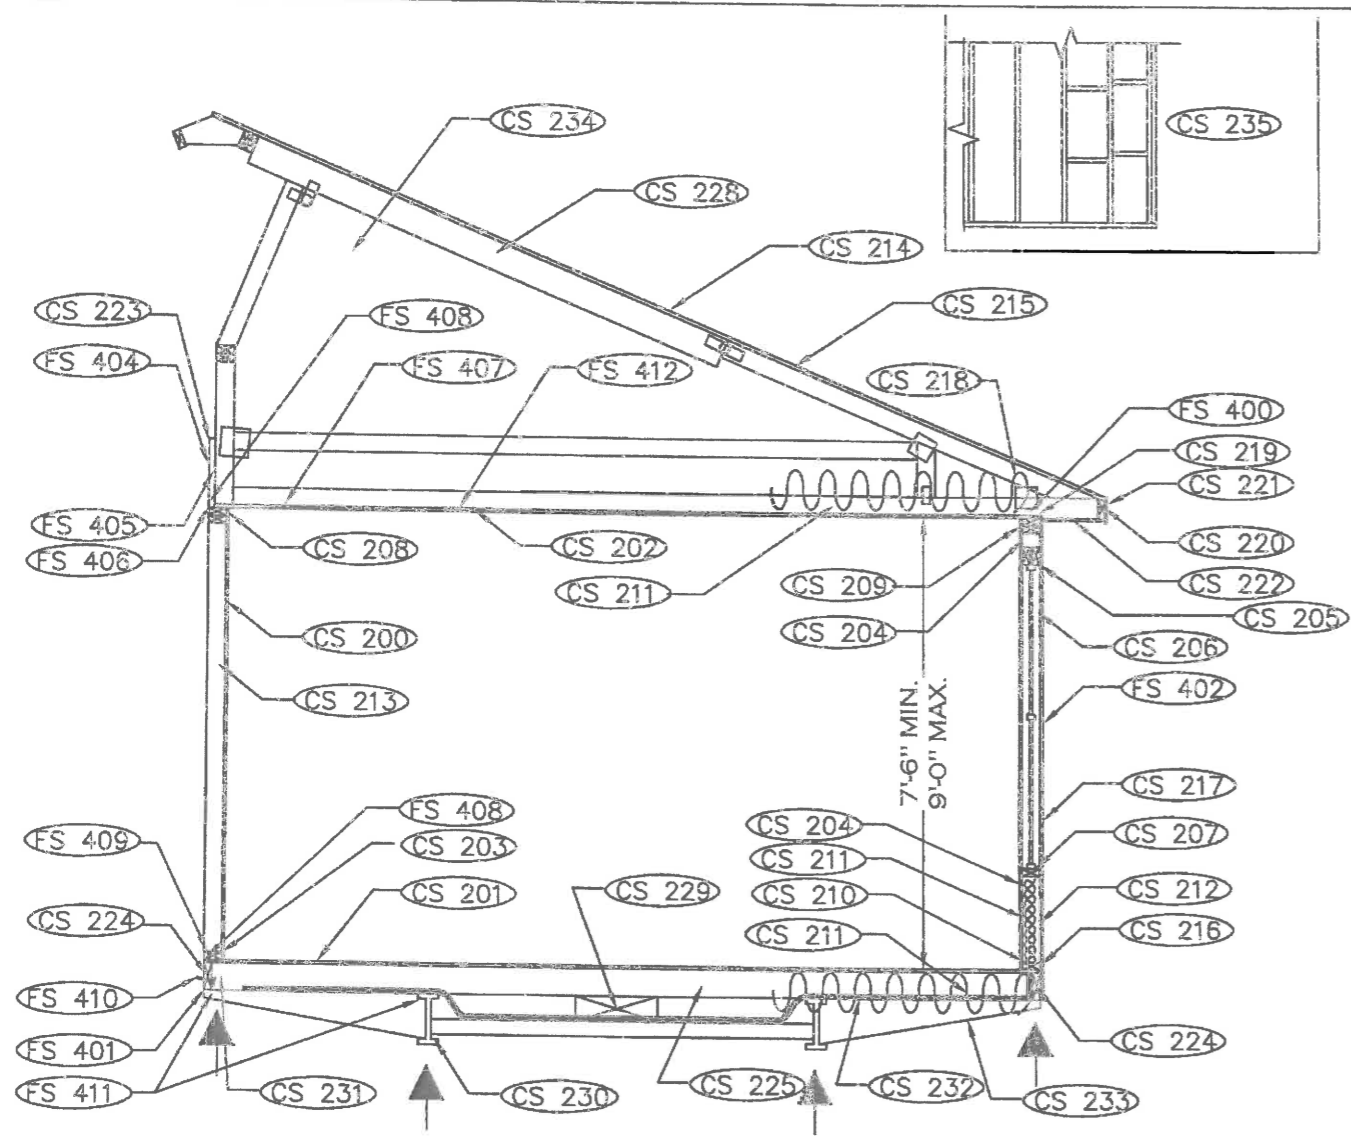 CS 235
CS 234
CS 228
CS 214
CS 215
CS 223
FS 408
FS 404
FS 407
FS 412
CS 218
FS 400
CS 219
CS 221
FS 405
FS 406
CS 208
CS 202
CS 211
CS 209
CS 220
CS 222
CS 205
CS 204
CS 200
CS 206
CS 213
FS 402
7'-6" MIN.
9'-0" MAX.
CS 217
FS 408
FS 409
CS 203
CS 204
CS 207
CS 211
CS 201
CS 229
CS 210
CS 212
CS 224
CS 211
CS 216
FS 410
FS 401
CS 224
FS 411
CS 231
CS 230
CS 225
CS 232
CS 233